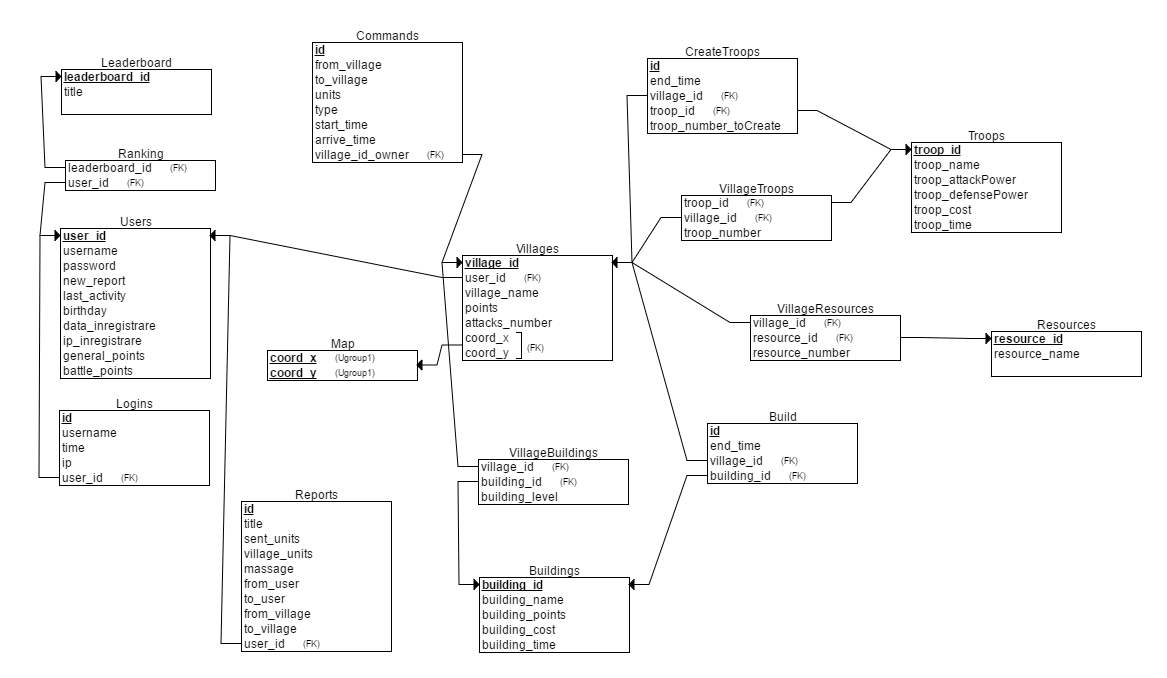 Leaderboard
leaderboard_id
title
Ranking
leaderboard_id (FK)
user_id (FK)
Users
user_id
username
password
new_report
last_activity
birthday
data_inregistrare
ip_inregistrare
general_points
battle_points
Logins
id
username
time
ip
user_id (FK)
Commands
id
from_village
to_village
units
type
start_time
arrive_time
village_id_owner (FK)
Map
coord_x (Ugroup1)
coord_y (Ugroup1)
Reports
id
title
sent_units
village_units
massage
from_user
to_user
from_village
to_village
user_id (FK)
Villages
village_id
user_id (FK)
village_name
points
attacks_number
coord_x
coord_y
(FK)
VillageBuildings
village_id (FK)
building_id (FK)
building_level
Buildings
building_id
building_name
building_points
building_cost
building_time
CreateTroops
id
end_time
village_id (FK)
troop_id (FK)
troop_number_toCreate
VillageTroops
troop_id (FK)
village_id (FK)
troop_number
Troops
troop_id
troop_name
troop_attackPower
troop_defensePower
troop_cost
troop_time
VillageResources
village_id (FK)
resource_id (FK)
resource_number
Resources
resource_id
resource_name
Build
id
end_time
village_id (FK)
building_id (FK)